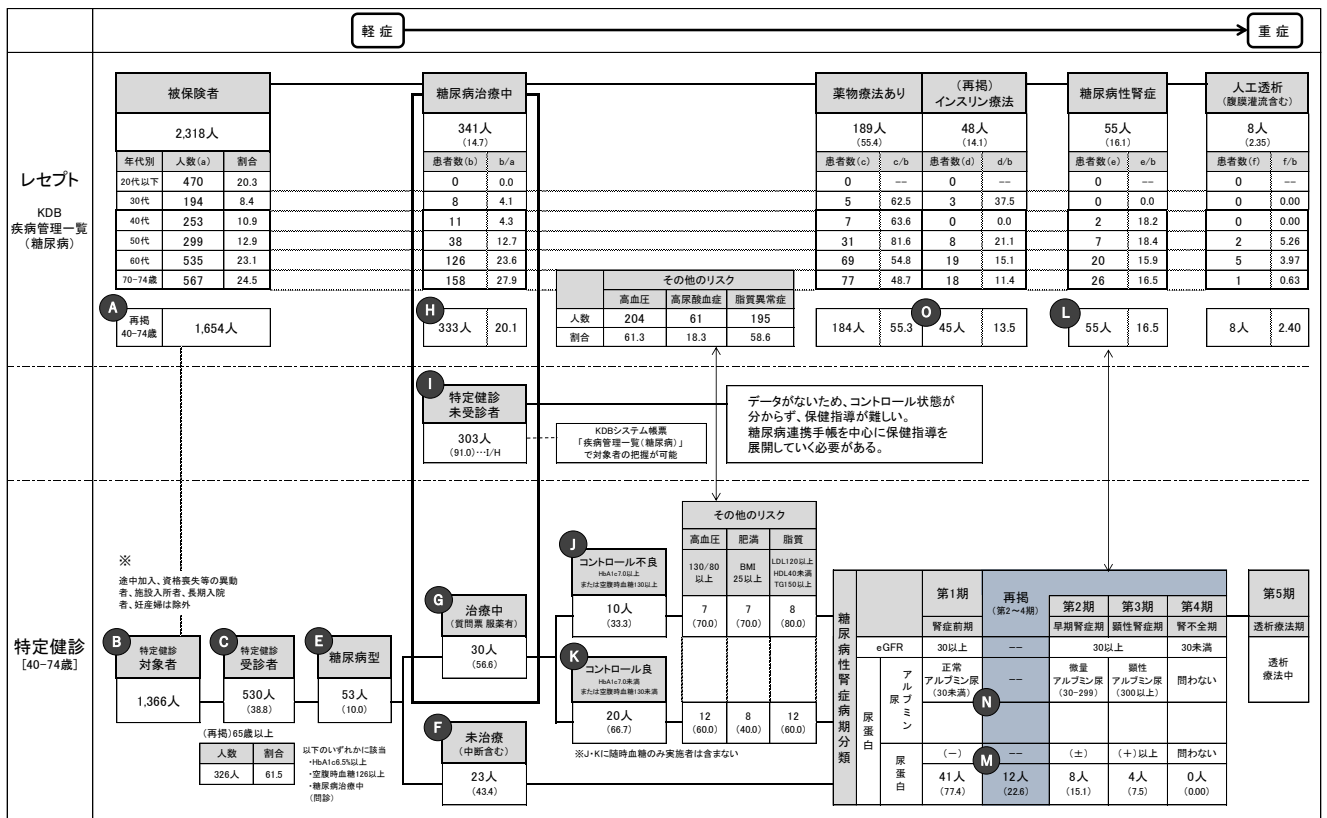 軽症
重症
レセプト
KDB
疾病管理一覧
(糖尿病)
被保険者
2,318人
年代別 人数(a) 割合
20代以下 470 20.3
30代 194 8.4
40代 253 10.9
50代 299 12.9
60代 535 23.1
70-74歳 567 24.5
A
再掲
40-74歳
1,654人
糖尿病治療中
341人
(14.7)
患者数(b) b/a
0 0.0
8 4.1
11 4.3
38 12.7
126 23.6
158 27.9
H
333人 20.1
その他のリスク
高血圧 高尿酸血症 脂質異常症
人数 204 61 195
割合 61.3 18.3 58.6
薬物療法あり
189人
(55.4)
患者数(c) c/b
0 --
5 62.5
7 63.6
31 81.6
69 54.8
77 48.7
184人 55.3
(再掲)
インスリン療法
48人
(14.1)
患者数(d) d/b
0 --
3 37.5
0 0.0
8 21.1
19 15.1
18 11.4
O
45人 13.5
糖尿病性腎症
55人
(16.1)
患者数(e) e/b
0 --
0 0.0
2 18.2
7 18.4
20 15.9
26 16.5
L
55人 16.5
人工透析
(腹膜灌流含む)
8人
(2.35)
患者数(f) f/b
0 --
0 0.00
0 0.00
2 5.26
5 3.97
1 0.63
8人 2.40
I
特定健診
未受診者
303人
(91.0)…I/H
KDBシステム帳票
「疾病管理一覧(糖尿病)」
で対象者の把握が可能
データがないため、コントロール状態が
分からず、保健指導が難しい。
糖尿病連携手帳を中心に保健指導を
展開していく必要がある。
特定健診
[40-74歳]
※
途中加入、資格喪失等の異動
者、施設入所者、長期入院
者、妊産婦は除外
B
特定健診
対象者
1,366人
C
特定健診
受診者
530人
(38.8)
(再掲)65歳以上
人数 割合
326人 61.5
E
糖尿病型
53人
(10.0)
以下のいずれかに該当
・HbA1c6.5%以上
・空腹時血糖126以上
・糖尿病治療中
(問診)
G
治療中
(質問票 服薬有)
30人
(56.6)
F
未治療
(中断含む)
23人
(43.4)
J
コントロール不良
HbA1c7.0以上
または空腹時血糖130以上
10人
(33.3)
K
コントロール良
HbA1c7.0未満
または空腹時血糖130未満
20人
(66.7)
※J・Kに随時血糖のみ実施者は含まない
その他のリスク
高血圧 肥満 脂質
130/80
以上
BMI
25以上
LDL120以上
HDL40未満
TG150以上
7 7 8
(70.0) (70.0) (80.0)
12 8 12
(60.0) (40.0) (60.0)
糖尿病性腎症病期分類
第1期
腎症前期
再掲
(第2~4期)
第2期
早期腎症期
第3期
顕性腎症期
第4期
腎不全期
第5期
透析療法期
eGFR 30以上 -- 30以上 30未満
尿蛋白
尿アルブミン
正常
アルブミン尿
(30未満)
--
微量
アルブミン尿
(30-299)
顕性
アルブミン尿
(300以上)
問わない
透析
療法中
N
尿蛋白
(-) -- (±) (+)以上 問わない
M
41人 12人 8人 4人 0人
(77.4) (22.6) (15.1) (7.5) (0.00)